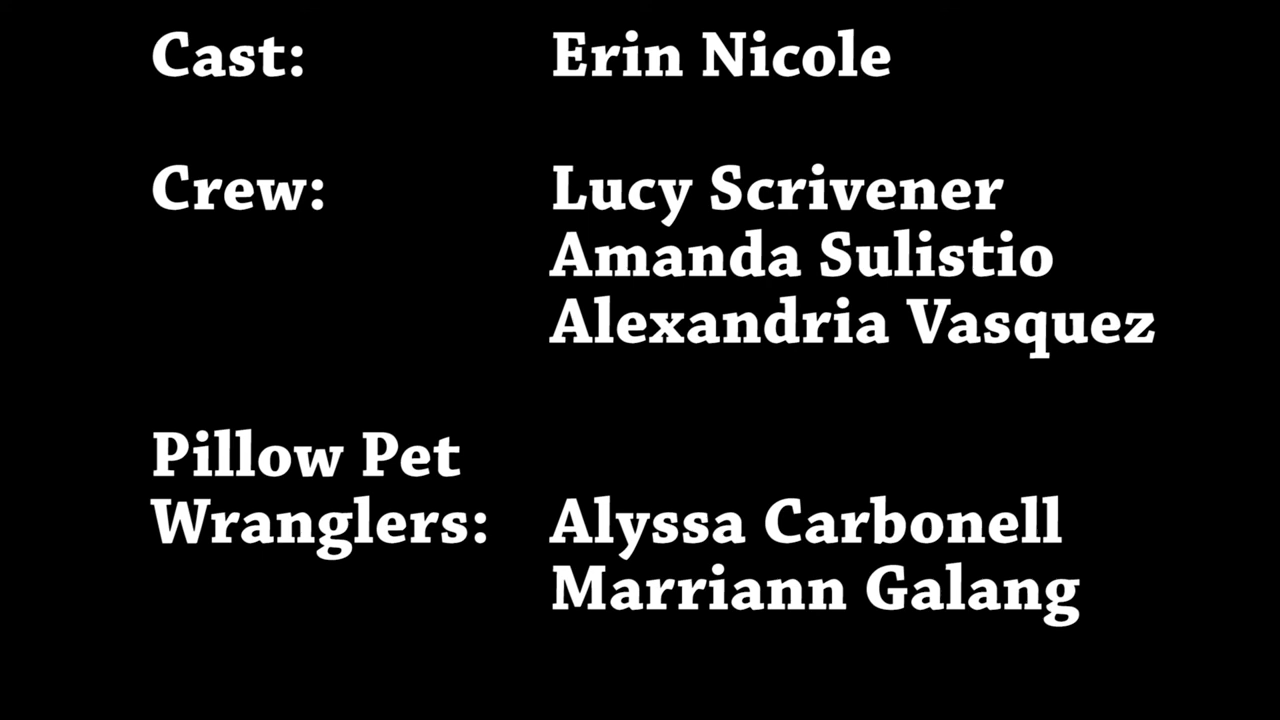 Cast: Erin Nicole
Crew: Lucy Scrivener
Amanda Sulistio
Alexandria Vasquez
Pillow Pet
Wranglers: Alyssa Carbonell
Marriann Galang